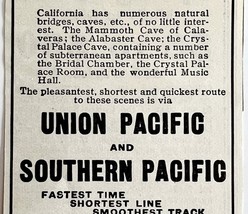 California has numerous natural
bridges, caves, etc., of no little inter-
est. The Mammoth Cave of Cala-
veras; the Alabaster Cave; the Crys-
tal Palace Cave, containing a number
of subterranean apartments, such as
the Bridal Chamber, the Crystal Pal
ace Room, and the wonderful Music
Hall.
The pleasantest, shortest and quickest route
to these scenes is via
UNION PACIFIC
AND
SOUTHERN PACIFIC
FASTEST TIME
SHORTEST LINE
SMOOTHEST TRACK